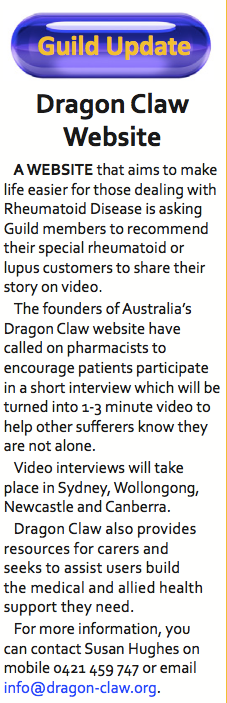 Guild Update
Dragon Claw
Website
A WEBSITE that aims to make
life easier for those dealing with
Rheumatoid Disease is asking
Guild members to recommend
their special rheumatoid or
lupus customers to share their
story on video.
The founders of Australia's
Dragon Claw website have
called on pharmacists to
encourage patients participate
in a short interview which will be
turned into 1-3 minute video to
help other sufferers know they
are not alone.
Video interviews will take
place in Sydney, Wollongong,
Newcastle and Canberra.
Dragon Claw also provides
resources for carers and
seeks to assist users build
the medical and allied health
support they need.
For more information, you
can contact Susan Hughes on
mobile 0421 459 747 or email
info@dragon-claw.org.